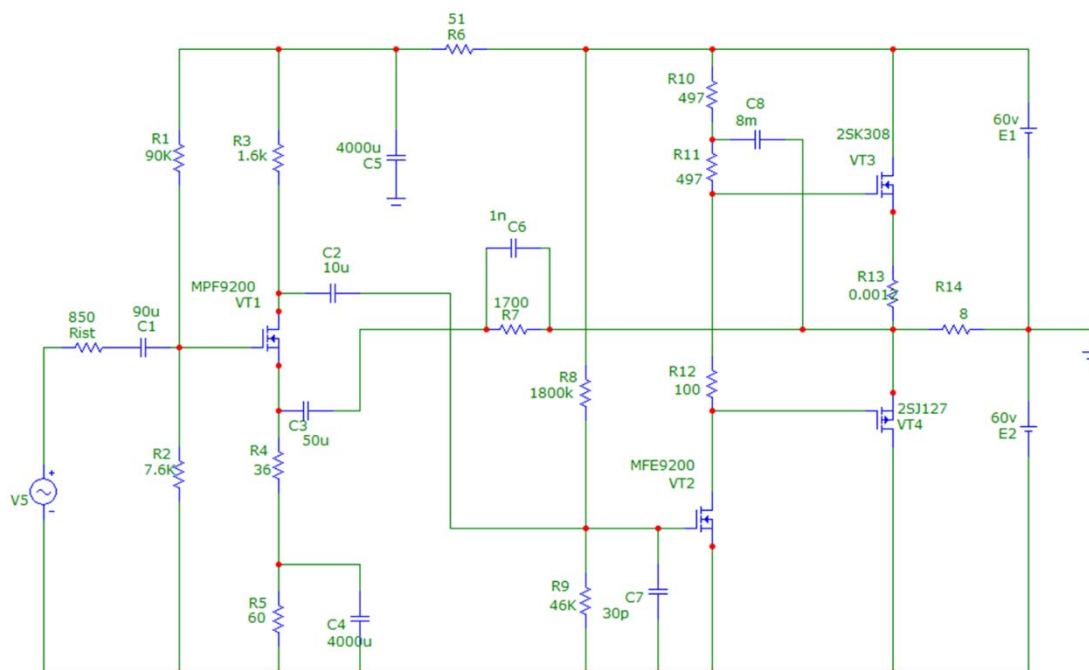 51
R6
R1
90K
R3
1.6k
4000u
C5
R10
497
C8
8m
R11
497
2SK308
VT3
60v
E1
1n
C6
C2
10u
MPF9200
VT1
850
Rist
90u
C1
1700
R7
R13
0.0012
R14
8
R8
1800k
R12
100
C3
50u
2SJ127
VT4
60v
E2
R2
7.6K
R4
36
MFE9200
VT2
V5
+
-
R9
46K
C7
30p
R5
60
C4
4000u